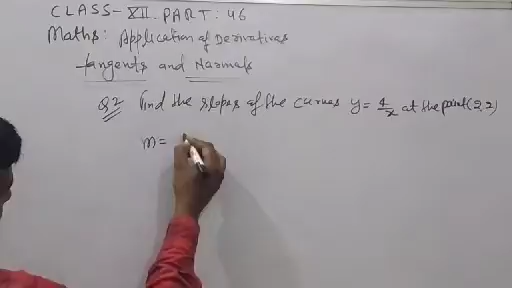 CLASS-XII. PART: 46
Maths: Application of Derivatives
Tangents and Normals
Q2 Find the slopes of the curves y = 4/x at the point (2,2)
m =